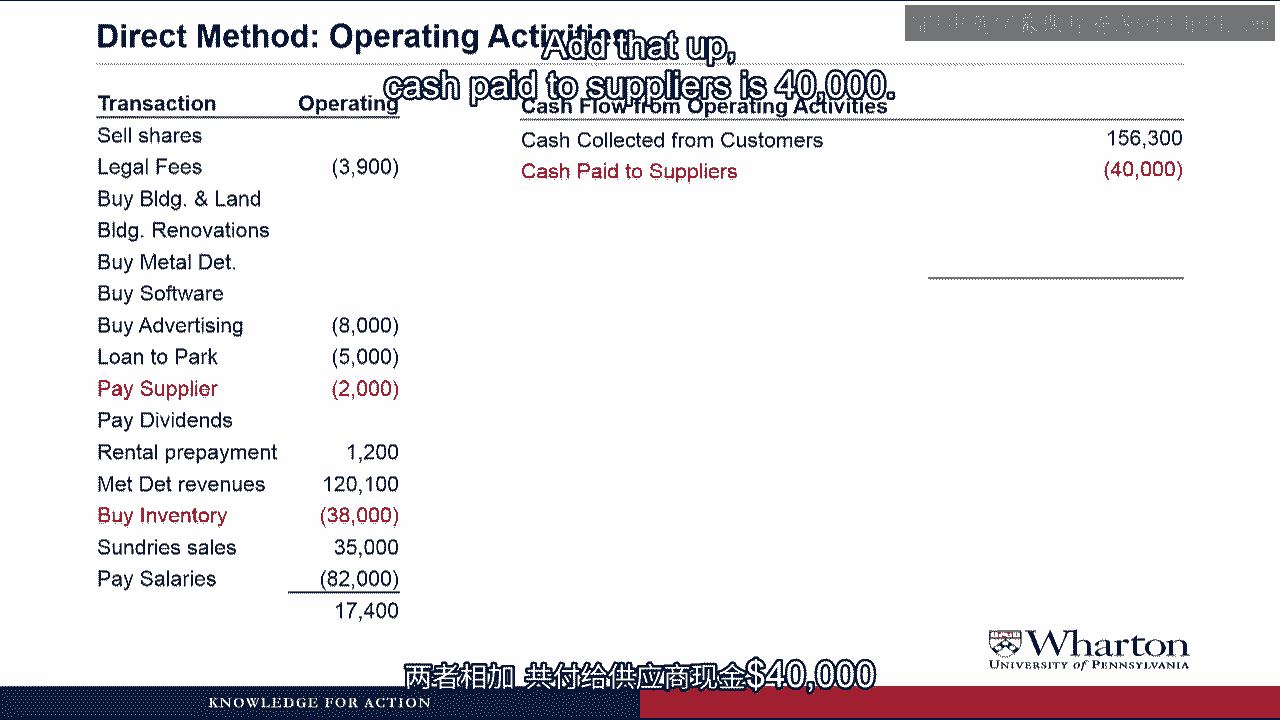 Direct Method: Operating Activities
Add that up,
cash paid to suppliers is 40,000.
Transaction Operating
Sell shares
Legal Fees (3,900)
Buy Bldg. & Land
Bldg. Renovations
Buy Metal Det.
Buy Software
Buy Advertising (8,000)
Loan to Park (5,000)
Pay Supplier (2,000)
Pay Dividends
Rental prepayment 1,200
Met Det revenues 120,100
Buy Inventory (38,000)
Sundries sales 35,000
Pay Salaries (82,000)
17,400
Cash Flow from Operating Activities
Cash Collected from Customers 156,300
Cash Paid to Suppliers (40,000)
Wharton
UNIVERSITY of PENNSYLVANIA
两者相加 共付给供应商现金$40,000
KNOWLEDGE FOR ACTION